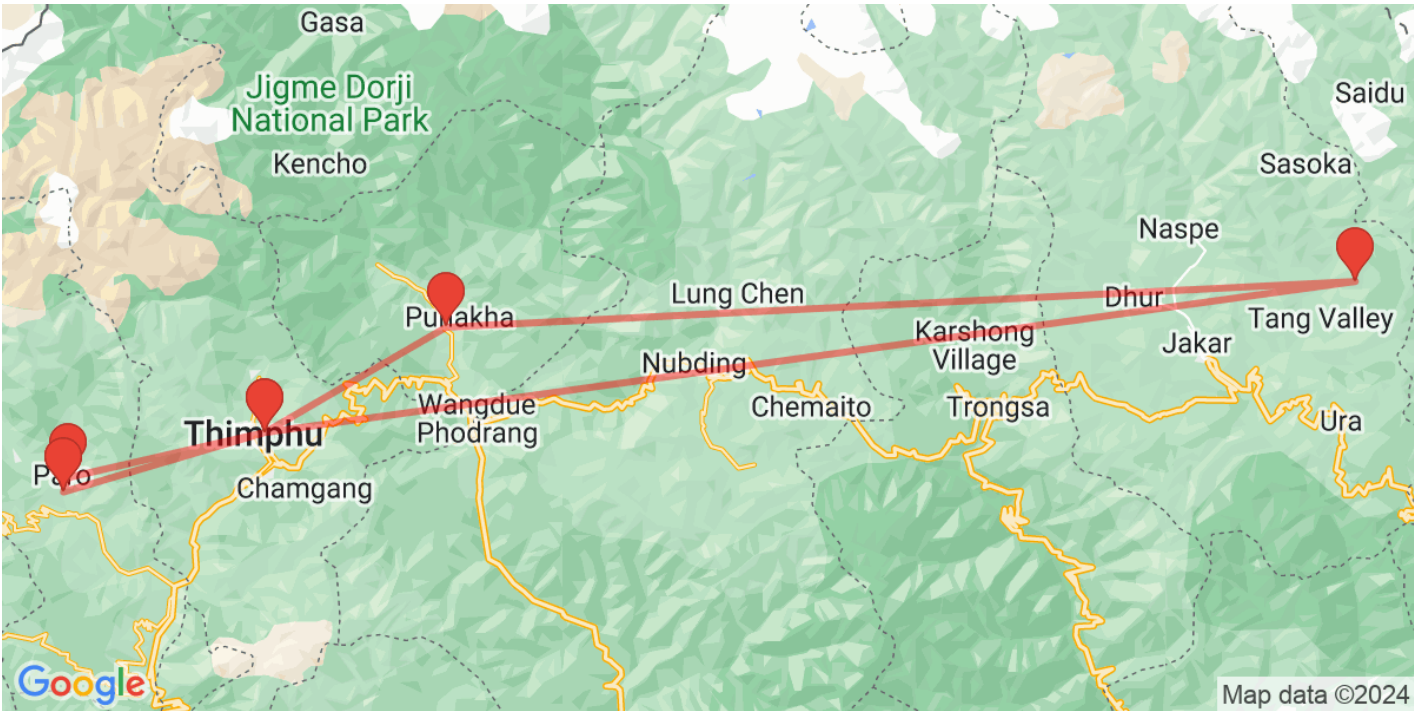 Gasa
Jigme Dorji
National Park
Kencho
Saidu
Sasoka
Naspe
Lung Chen
Dhur
Punakha
Tang Valley
Karshong
Village
Jakar
Nubding
Wangdue
Phodrang
Chemaito
Trongsa
Ura
Thimphu
Paro
Chamgang
Google
Map data ©2024